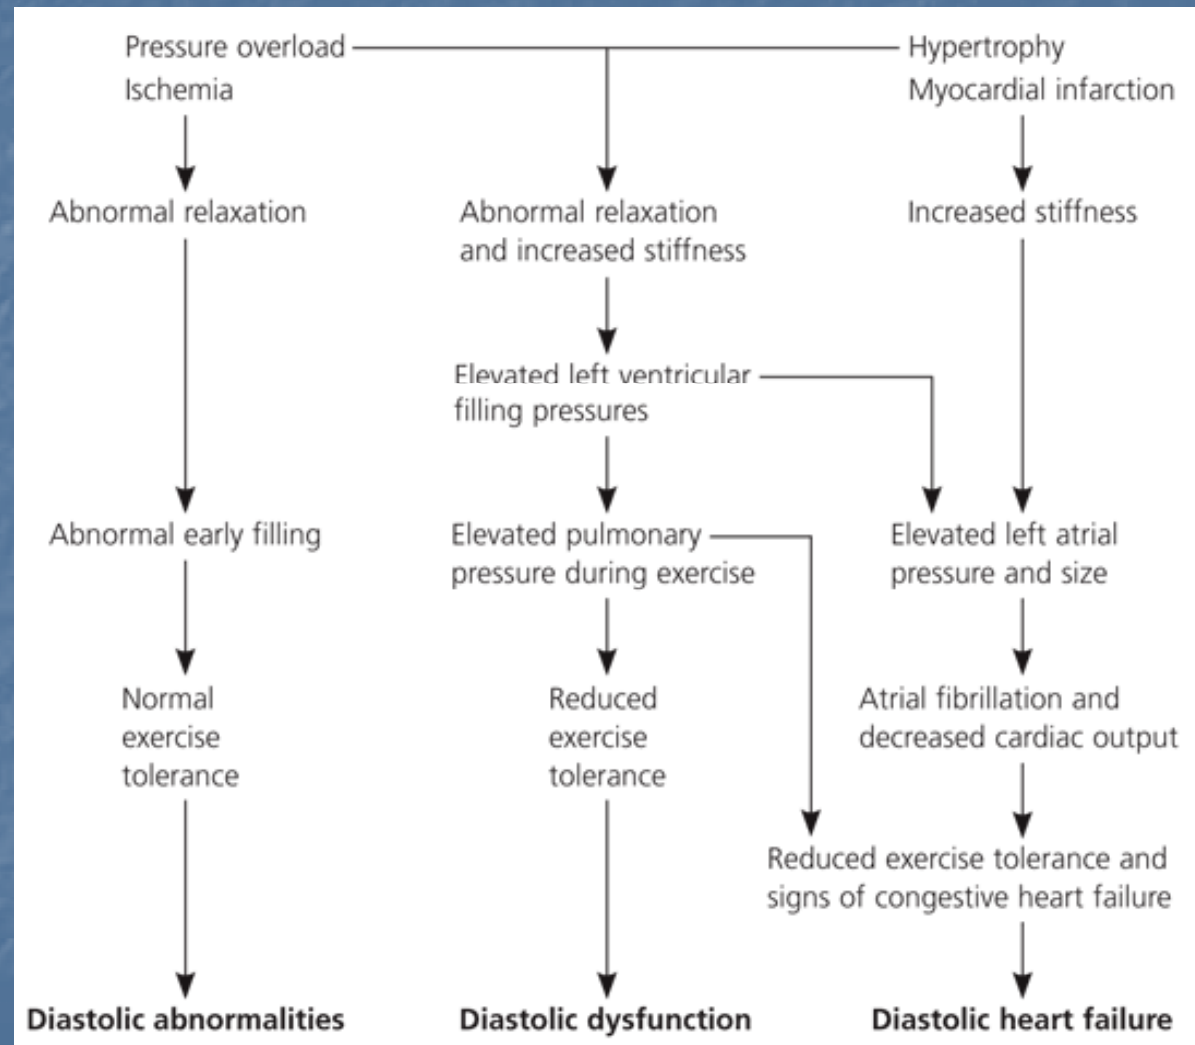 Pressure overload
Ischemia
Hypertrophy
Myocardial infarction
Abnormal relaxation
Abnormal relaxation
and increased stiffness
Increased stiffness
Elevated left ventricular
filling pressures
Abnormal early filling
Elevated pulmonary
pressure during exercise
Elevated left atrial
pressure and size
Normal
exercise
tolerance
Reduced
exercise
tolerance
Atrial fibrillation and
decreased cardiac output
Reduced exercise tolerance and
signs of congestive heart failure
Diastolic abnormalities
Diastolic dysfunction
Diastolic heart failure